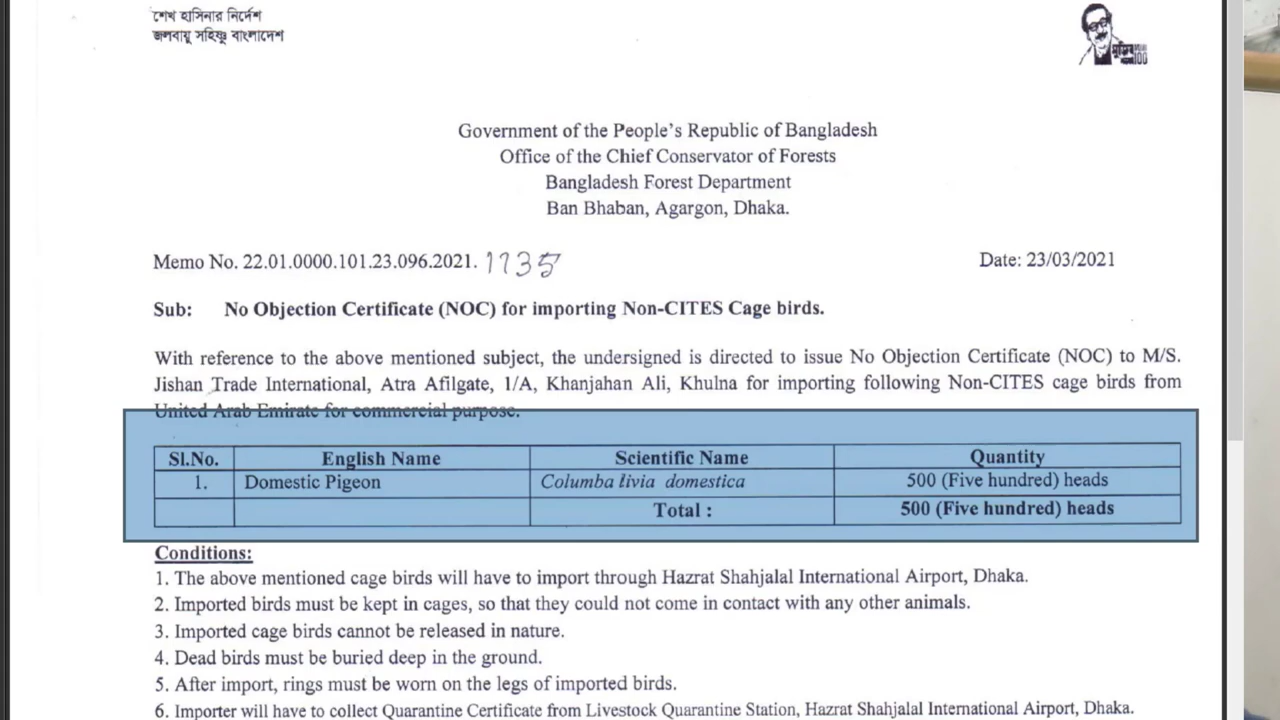 শেখ হাসিনার নির্দেশ
জলবায়ু সহিষ্ণু বাংলাদেশ
মুজিব
100
Government of the People's Republic of Bangladesh
Office of the Chief Conservator of Forests
Bangladesh Forest Department
Ban Bhaban, Agargon, Dhaka.
Memo No. 22.01.0000.101.23.096.2021. 1735 Date: 23/03/2021
Sub: No Objection Certificate (NOC) for importing Non-CITES Cage birds.
With reference to the above mentioned subject, the undersigned is directed to issue No Objection Certificate (NOC) to M/S.
Jishan Trade International, Atra Afilgate, 1/A, Khanjahan Ali, Khulna for importing following Non-CITES cage birds from
United Arab Emirate for commercial purpose.
Sl.No. English Name Scientific Name Quantity
1. Domestic Pigeon Columba livia domestica 500 (Five hundred) heads
Total : 500 (Five hundred) heads
Conditions:
1. The above mentioned cage birds will have to import through Hazrat Shahjalal International Airport, Dhaka.
2. Imported birds must be kept in cages, so that they could not come in contact with any other animals.
3. Imported cage birds cannot be released in nature.
4. Dead birds must be buried deep in the ground.
5. After import, rings must be worn on the legs of imported birds.
6. Importer will have to collect Quarantine Certificate from Livestock Quarantine Station, Hazrat Shahjalal International Airport, Dhaka.